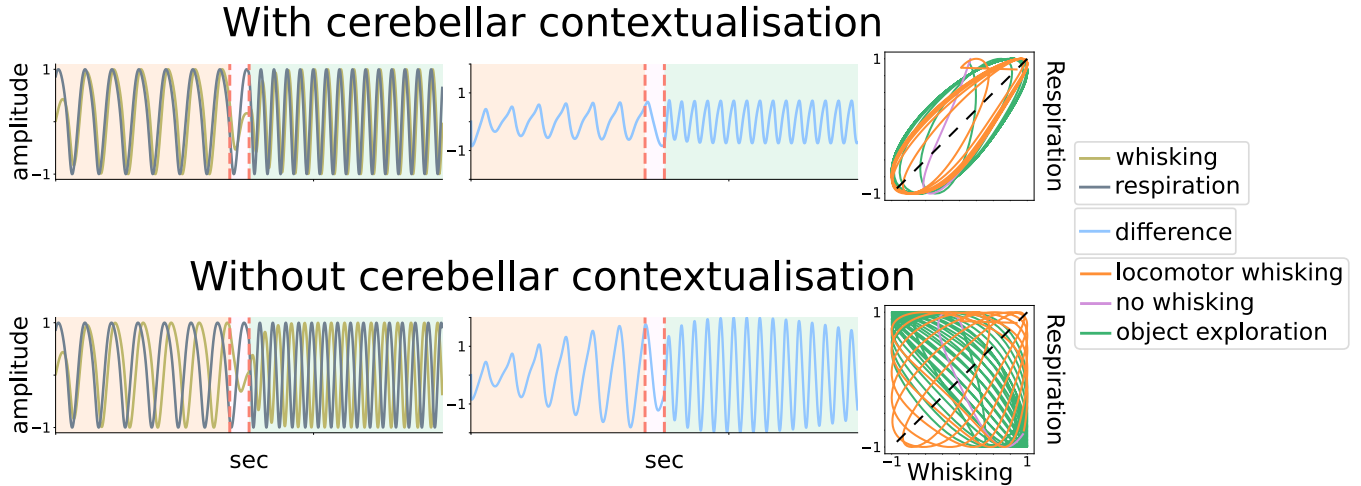 With cerebellar contextualisation
amplitude
1
−1
1
−1
1
−1
Respiration
whisking
respiration
difference
locomotor whisking
no whisking
object exploration
Without cerebellar contextualisation
amplitude
1
−1
sec
1
−1
sec
1
−1
−1
1
Whisking
Respiration